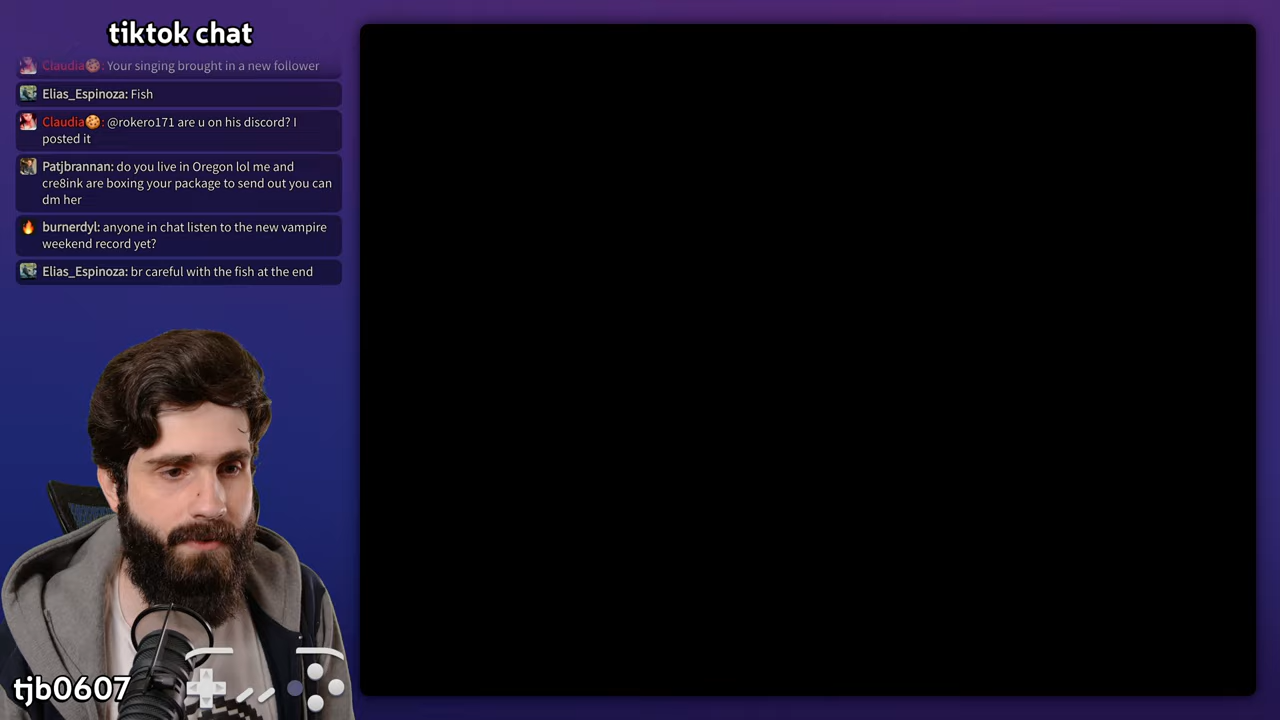 tiktok chat
Claudia🍪: Your singing brought in a new follower
Elias_Espinoza: Fish
Claudia🍪: @rokero171 are u on his discord? I
posted it
Patjbrannan: do you live in Oregon lol me and
cre8ink are boxing your package to send out you can
dm her
burnerdyl: anyone in chat listen to the new vampire
weekend record yet?
Elias_Espinoza: br careful with the fish at the end
tjb0607